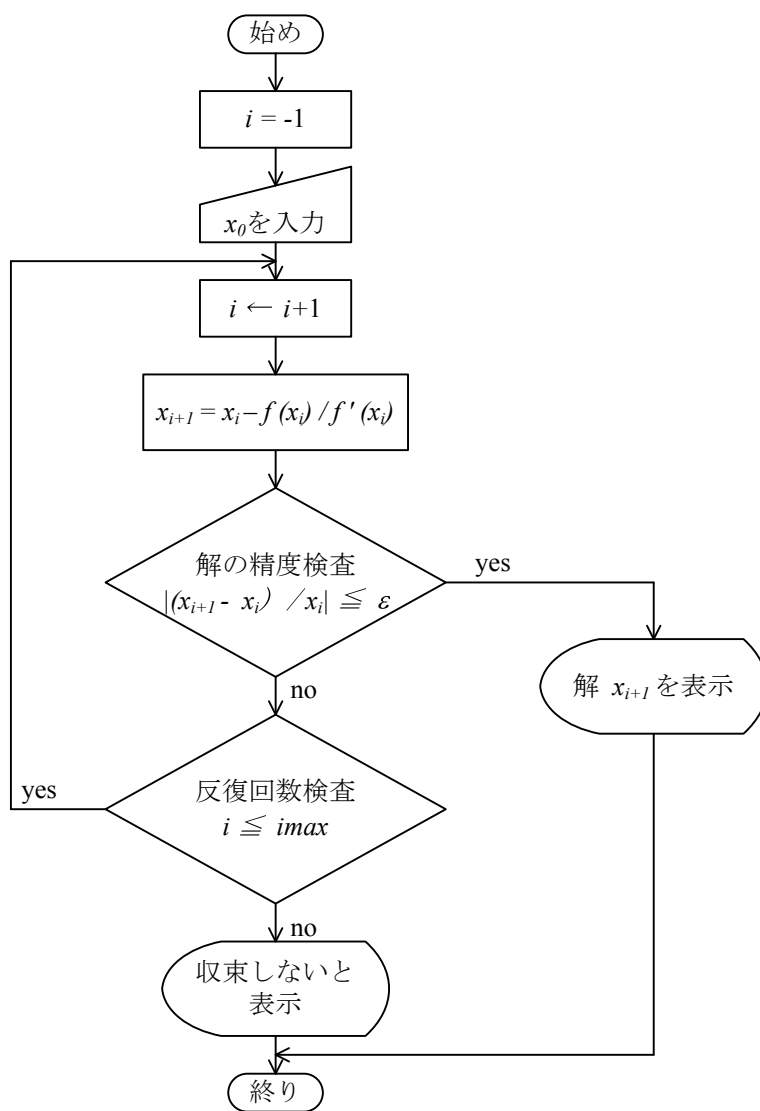 始め
i = -1
x₀を入力
i ← i+1
xᵢ₊₁ = xᵢ – f (xᵢ) / f ' (xᵢ)
解の精度検査
|(xᵢ₊₁ - xᵢ）／xᵢ| ≦ ε
yes
no
解 xᵢ₊₁ を表示
反復回数検査
i ≦ imax
yes
no
収束しないと
表示
終り